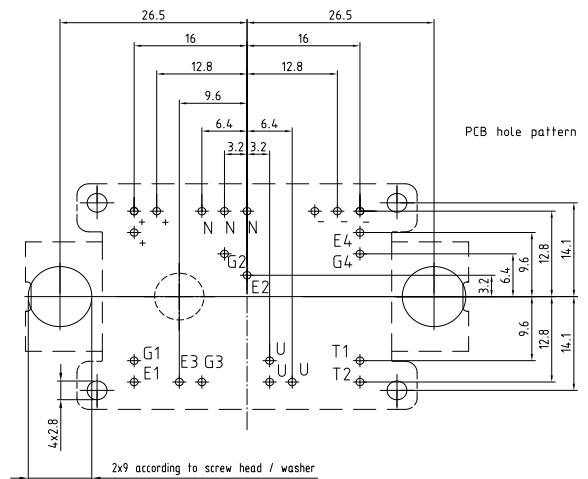 26.5 26.5
16 16
12.8 12.8
9.6
6.4 6.4
3.2 3.2
PCB hole pattern
+ + N N N - - -
+ E4
G2 G4
E2
3.2 6.4 9.6 12.8 14.1
9.6 12.8 14.1
G1 U T1
E1 E3 G3 U U T2
4x2.8
2x9 according to screw head / washer